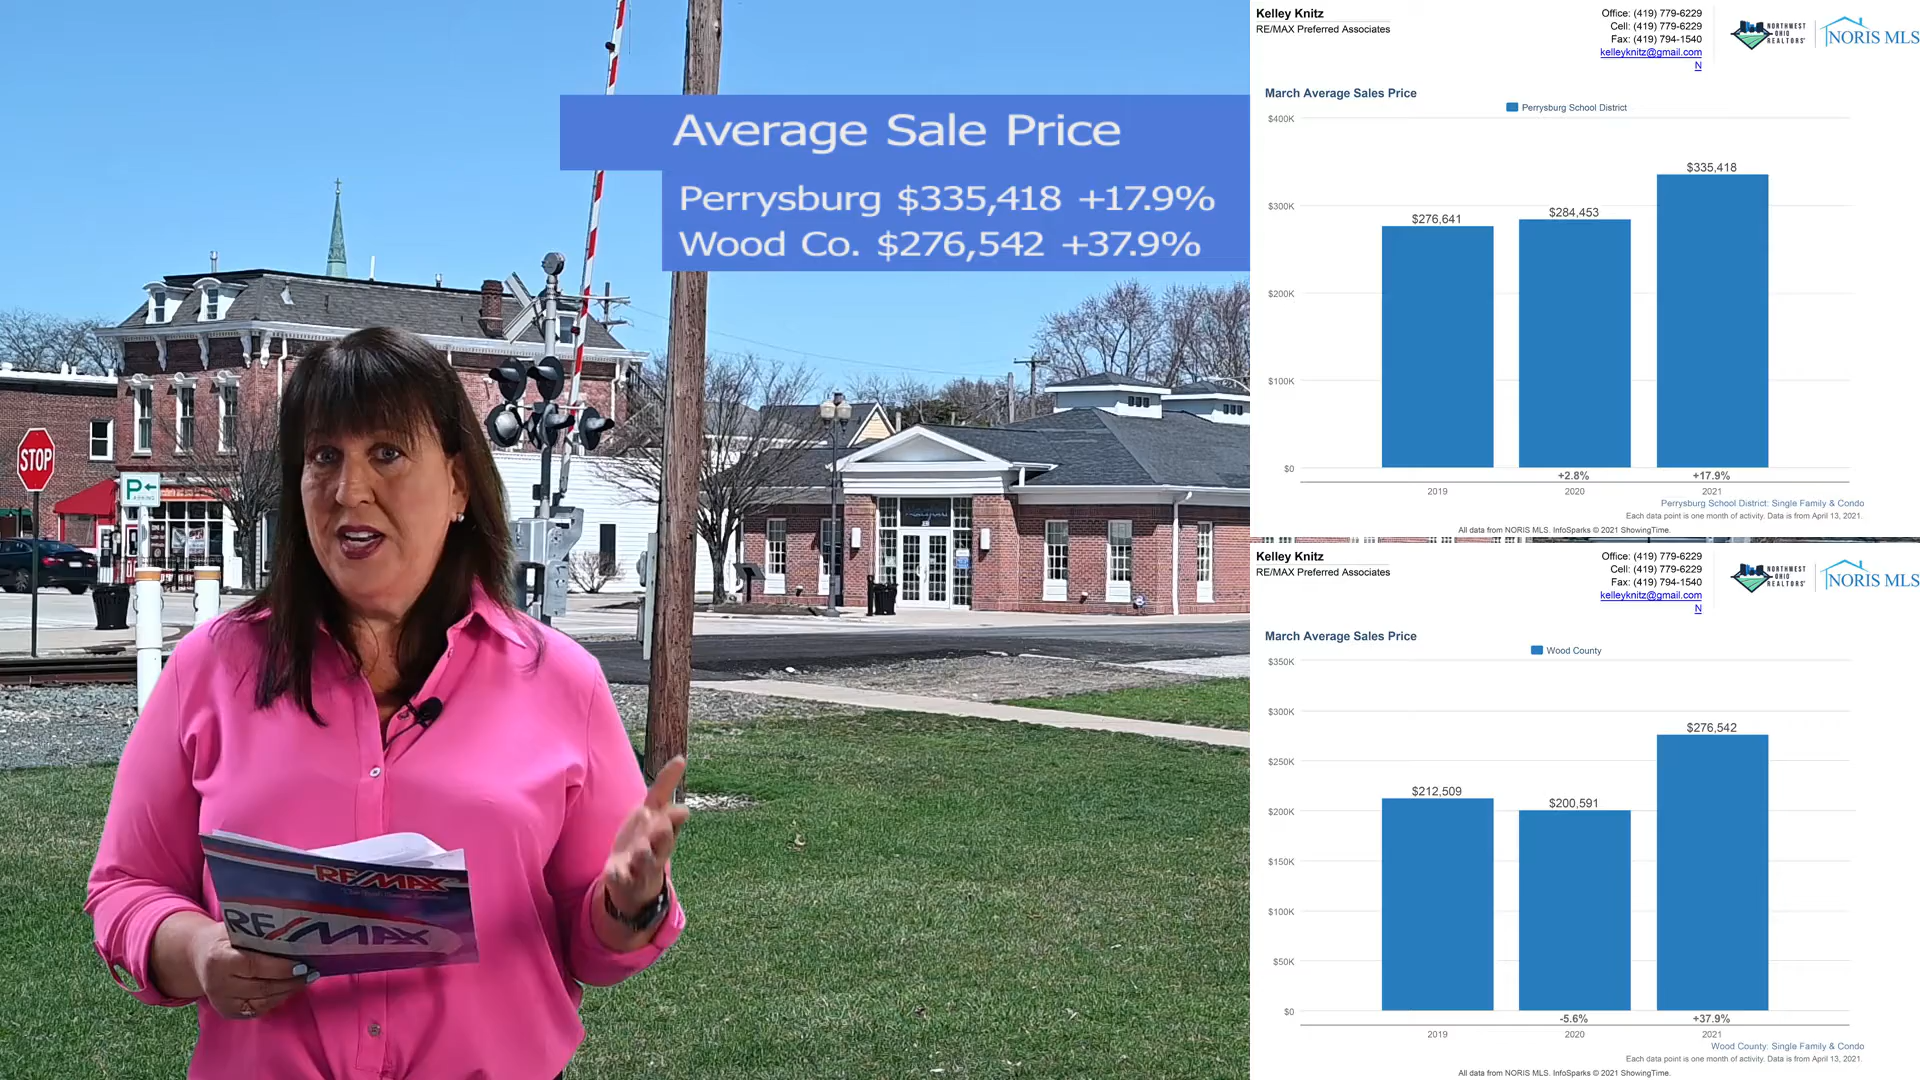 Average Sale Price
Perrysburg $335,418 +17.9%
Wood Co. $276,542 +37.9%
STOP
P
RE/MAX
RE/MAX
Kelley Knitz
RE/MAX Preferred Associates
Office: (419) 779-6229
Cell: (419) 779-6229
Fax: (419) 794-1540
kelleyknitz@gmail.com
N
NORTHWEST
OHIO
REALTORS®
NORIS MLS
March Average Sales Price
Perrysburg School District
$400K
$300K
$200K
$100K
$0
$276,641
$284,453
$335,418
+2.8%
+17.9%
2019
2020
2021
Perrysburg School District: Single Family & Condo
Each data point is one month of activity. Data is from April 13, 2021.
All data from NORIS MLS. InfoSparks © 2021 ShowingTime.
Kelley Knitz
RE/MAX Preferred Associates
Office: (419) 779-6229
Cell: (419) 779-6229
Fax: (419) 794-1540
kelleyknitz@gmail.com
N
NORTHWEST
OHIO
REALTORS®
NORIS MLS
March Average Sales Price
Wood County
$350K
$300K
$250K
$200K
$150K
$100K
$50K
$0
$212,509
$200,591
$276,542
-5.6%
+37.9%
2019
2020
2021
Wood County: Single Family & Condo
Each data point is one month of activity. Data is from April 13, 2021.
All data from NORIS MLS. InfoSparks © 2021 ShowingTime.